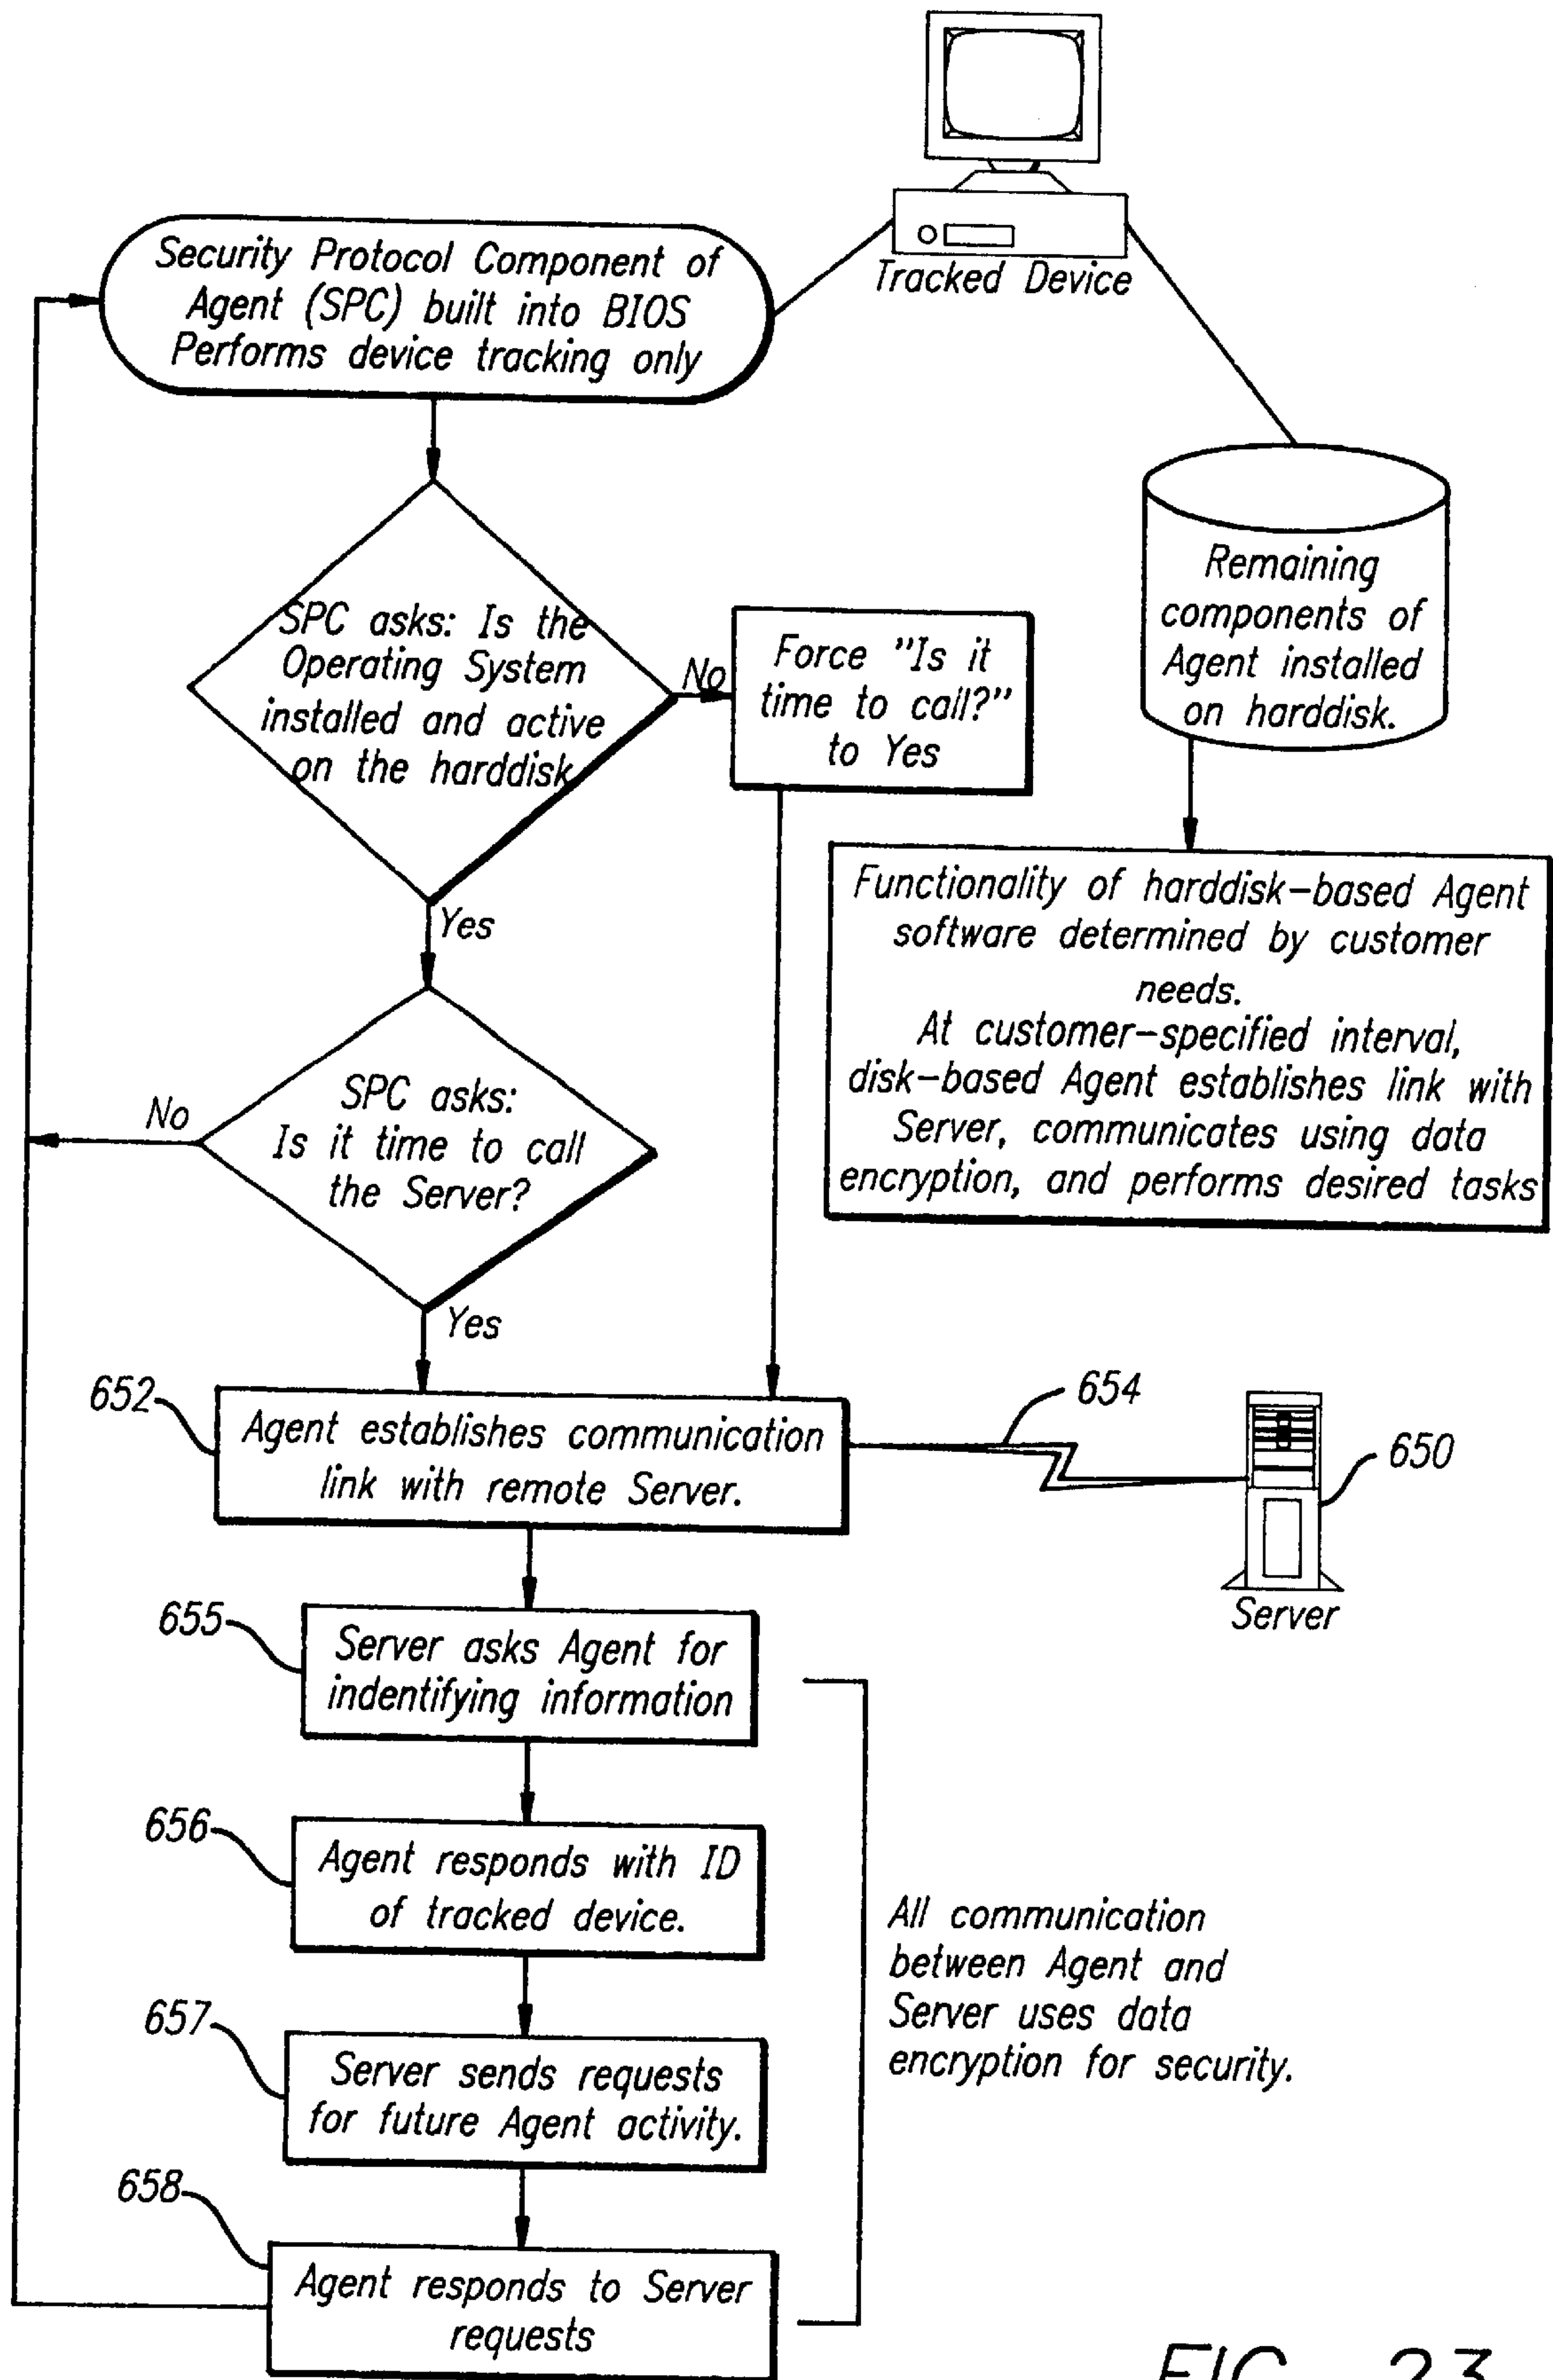 Tracked Device
Security Protocol Component of
Agent (SPC) built into BIOS
Performs device tracking only
Remaining
components of
Agent installed
on harddisk.
SPC asks: Is the
Operating System
installed and active
on the harddisk
No
Force "Is it
time to call?"
to Yes
Yes
Functionality of harddisk-based Agent
software determined by customer
needs.
At customer-specified interval,
disk-based Agent establishes link with
Server, communicates using data
encryption, and performs desired tasks
No
SPC asks:
Is it time to call
the Server?
Yes
652
Agent establishes communication
link with remote Server.
654
650
Server
655
Server asks Agent for
indentifying information
656
Agent responds with ID
of tracked device.
All communication
between Agent and
Server uses data
encryption for security.
657
Server sends requests
for future Agent activity.
658
Agent responds to Server
requests
FIG. 23